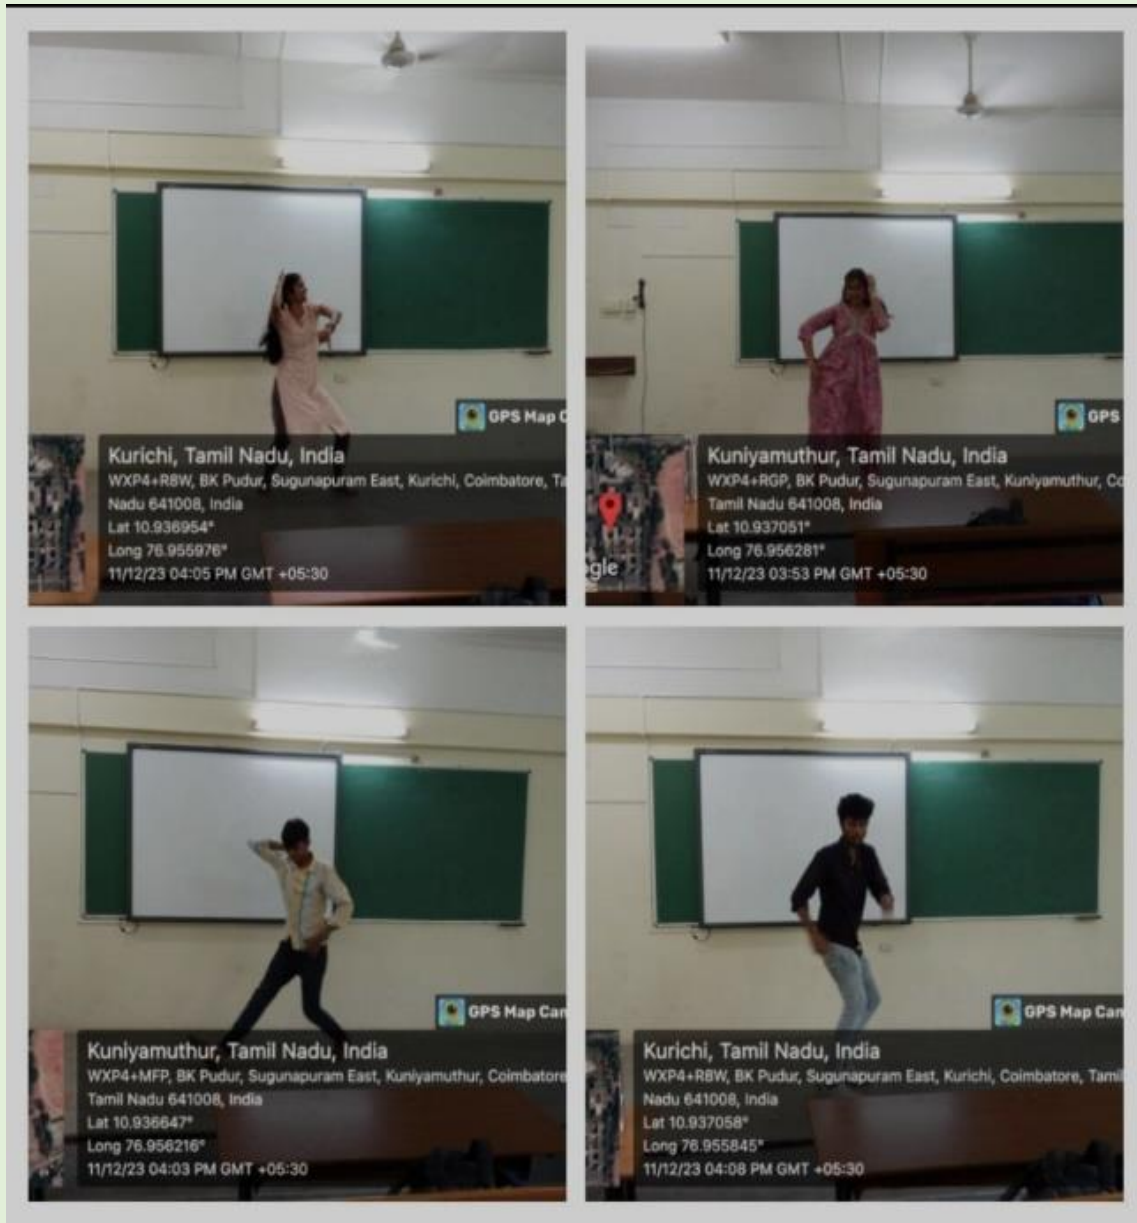 GPS Map C
Kurichi, Tamil Nadu, India
WXP4+R8W, BK Pudur, Sugunapuram East, Kurichi, Coimbatore, Ta
Nadu 641008, India
Lat 10.936954°
Long 76.955976°
11/12/23 04:05 PM GMT +05:30
GPS
Kuniyamuthur, Tamil Nadu, India
WXP4+RGP, BK Pudur, Sugunapuram East, Kuniyamuthur, Co
Tamil Nadu 641008, India
Lat 10.937051°
Long 76.956281°
11/12/23 03:53 PM GMT +05:30
gle
GPS Map Can
Kuniyamuthur, Tamil Nadu, India
WXP4+MFP, BK Pudur, Sugunapuram East, Kuniyamuthur, Coimbatore
Tamil Nadu 641008, India
Lat 10.936647°
Long 76.956216°
11/12/23 04:03 PM GMT +05:30
GPS Map Can
Kurichi, Tamil Nadu, India
WXP4+R8W, BK Pudur, Sugunapuram East, Kurichi, Coimbatore, Tamil
Nadu 641008, India
Lat 10.937058°
Long 76.955845°
11/12/23 04:08 PM GMT +05:30